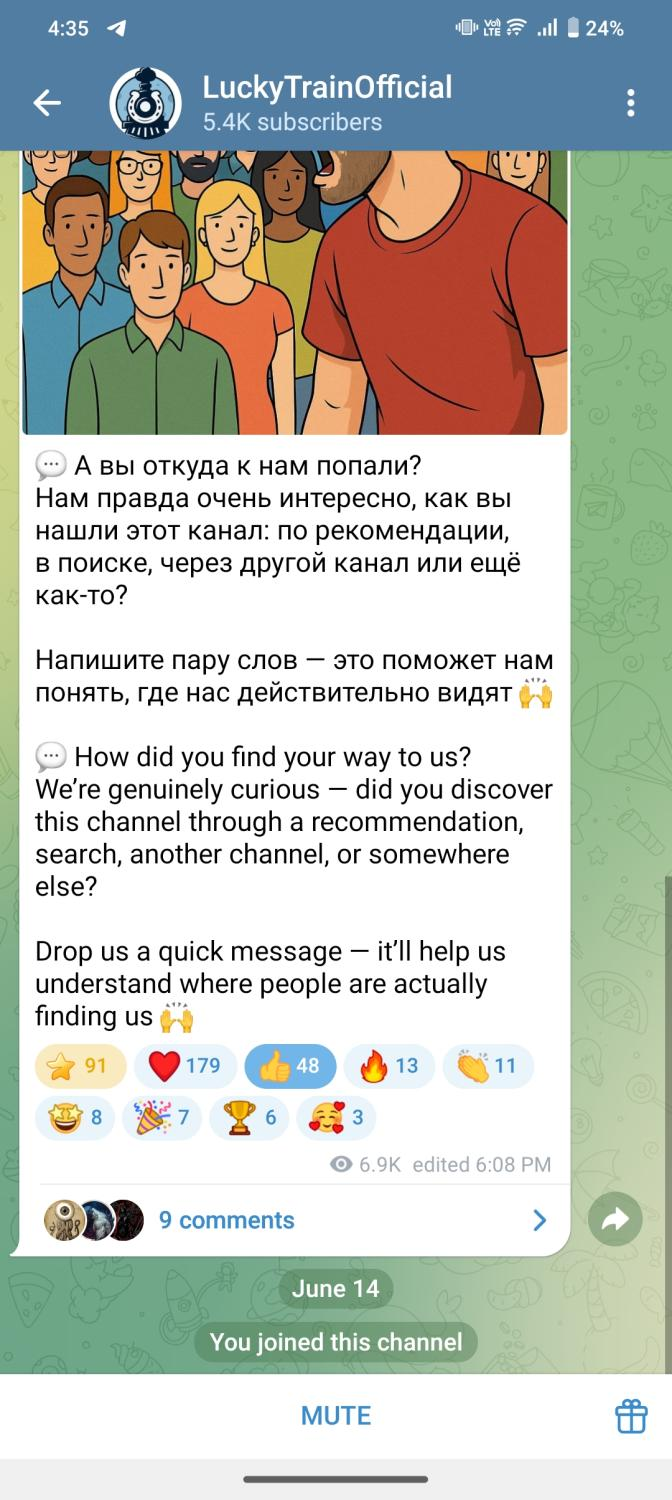 4:35
Vo)) LTE
24%
LuckyTrainOfficial
5.4K subscribers
💬 А вы откуда к нам попали?
Нам правда очень интересно, как вы
нашли этот канал: по рекомендации,
в поиске, через другой канал или ещё
как-то?
Напишите пару слов — это поможет нам
понять, где нас действительно видят 🙌
💬 How did you find your way to us?
We’re genuinely curious — did you discover
this channel through a recommendation,
search, another channel, or somewhere
else?
Drop us a quick message — it’ll help us
understand where people are actually
finding us 🙌
⭐ 91 ❤️ 179 👍 48 🔥 13 👏 11
🤩 8 🎉 7 🏆 6 🥰 3
6.9K edited 6:08 PM
9 comments
June 14
You joined this channel
MUTE